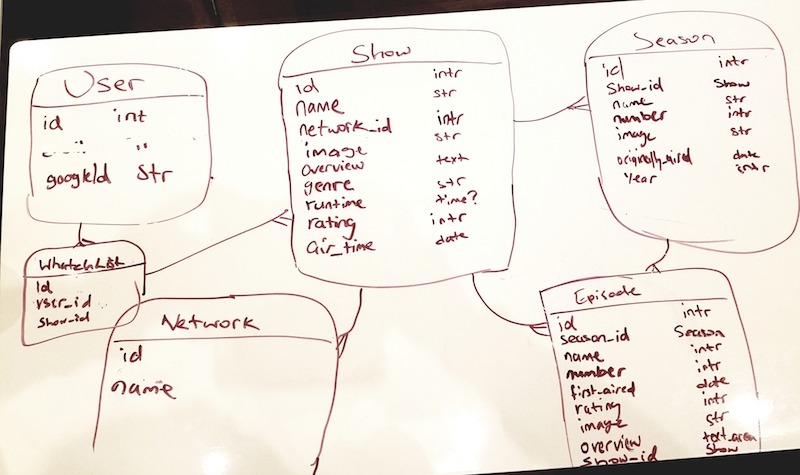 User
id int
googleId str
WhatchList
id
user_id
show_id
Network
id
name
Show
id intr
name str
network_id intr
image str
overview text
genre str
runtime time?
rating intr
air_time date
Season
id intr
show_id Show
name str
number intr
image str
originally_aired date
year intr
Episode
id intr
season_id Season
name intr
number intr
first_aired date
rating intr
image str
overview text_area
show_id Show